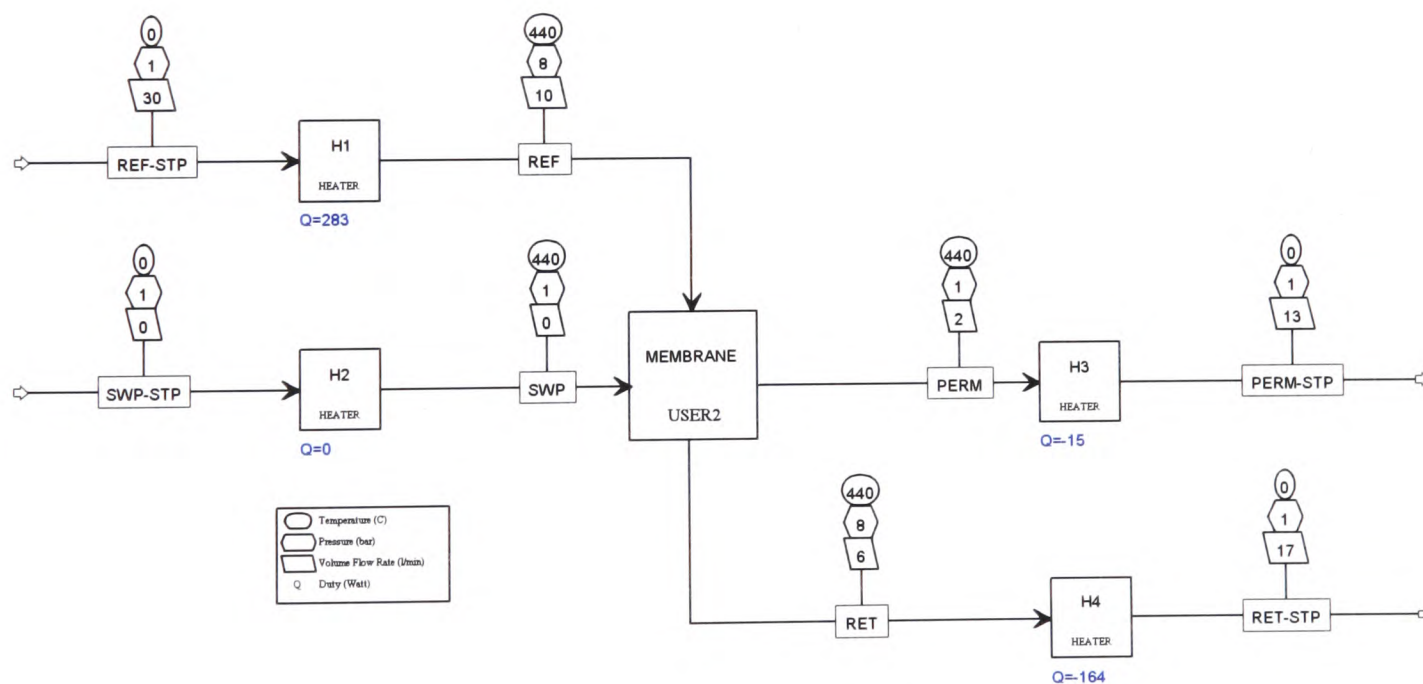 0
1
30
REF-STP
H1
HEATER
Q=283
440
8
10
REF
0
1
0
SWP-STP
H2
HEATER
Q=0
440
1
0
SWP
MEMBRANE
USER2
440
1
2
PERM
H3
HEATER
Q=-15
0
1
13
PERM-STP
440
8
6
RET
H4
HEATER
Q=-164
0
1
17
RET-STP
Temperature (C)
Pressure (bar)
Volume Flow Rate (l/min)
Q Duty (Watt)